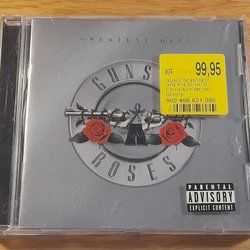 GREATEST HITS
GUNS N'
ROSES
KR 99,95
GUNS N' ROSES
GREATEST HITS
CD HEAVY METAL
602 498 621 080
PARENTAL
ADVISORY
EXPLICIT CONTENT